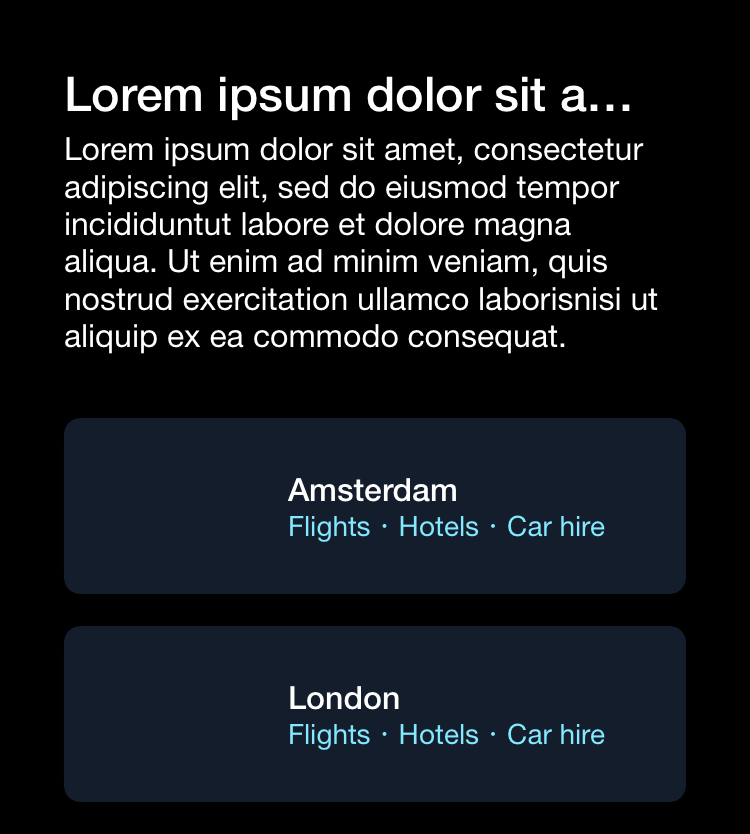 Lorem ipsum dolor sit a...
Lorem ipsum dolor sit amet, consectetur
adipiscing elit, sed do eiusmod tempor
incididuntut labore et dolore magna
aliqua. Ut enim ad minim veniam, quis
nostrud exercitation ullamco laborisnisi ut
aliquip ex ea commodo consequat.
Amsterdam
Flights · Hotels · Car hire
London
Flights · Hotels · Car hire